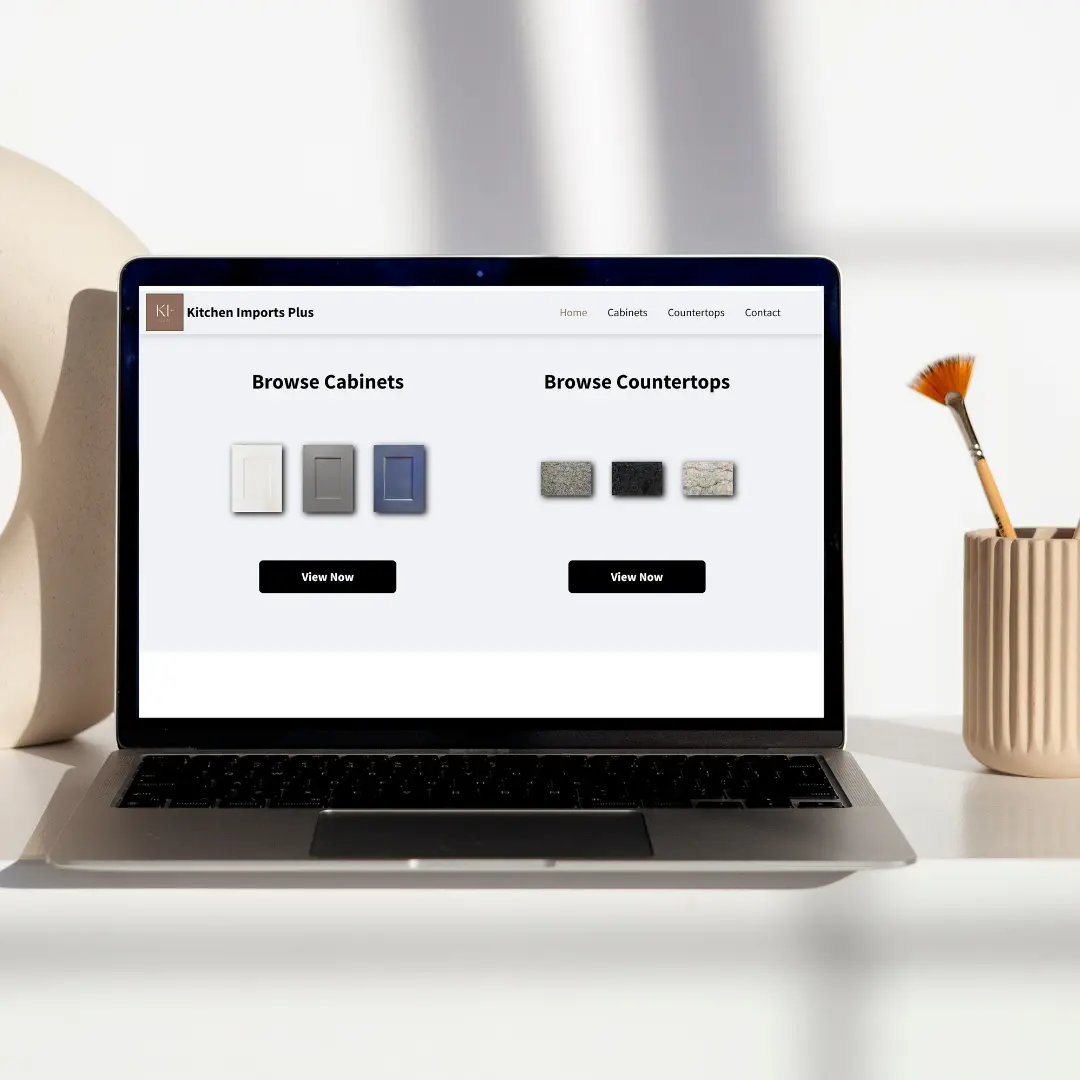 KI
Kitchen Imports Plus
Home
Cabinets
Countertops
Contact
Browse Cabinets
Browse Countertops
View Now
View Now